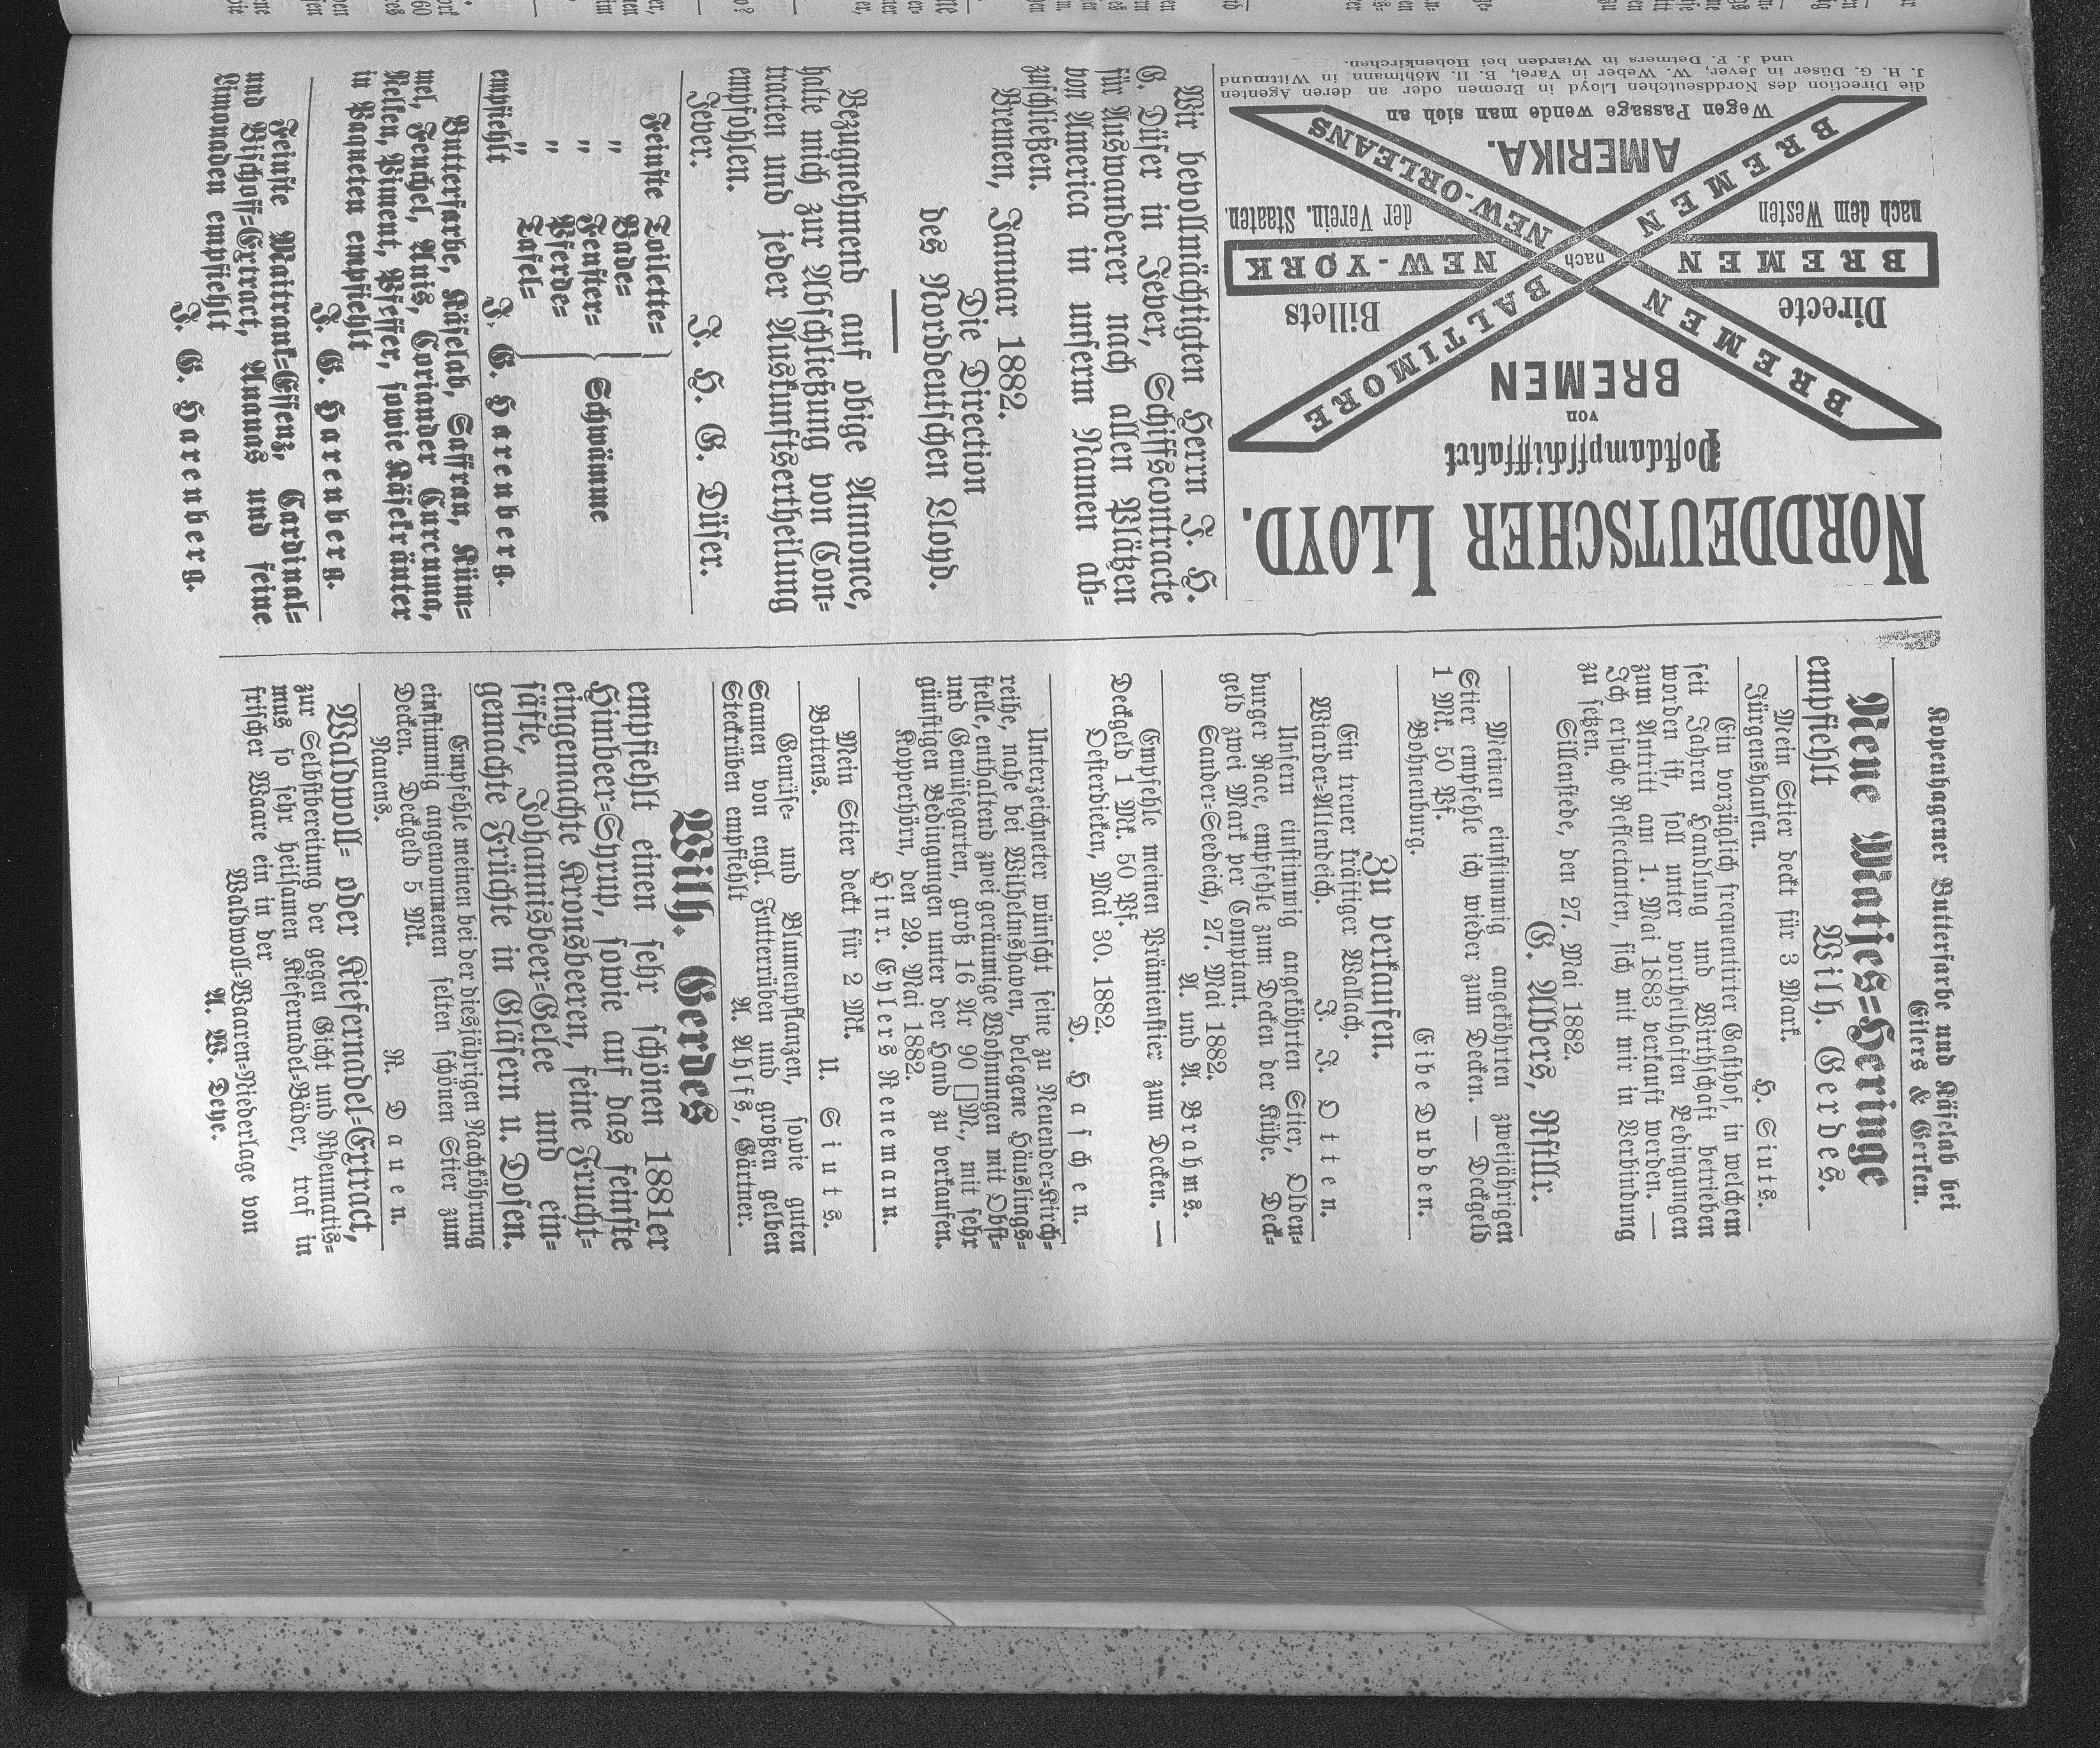 NORDDEUTSCHER LLOYD.
Postdampfschifffahrt
von
BREMEN
BREMEN BALTIMORE
Directe Billets
BREMEN nach NEW-YORK
nach dem Westen der Verein. Staaten.
BREMEN NEW-ORLEANS
AMERIKA.
Wegen Passage wende man sich an
die Direction des Norddeutschen Lloyd in Bremen oder an deren Agenten
J. H. G. Düser in Jever, W. Weber in Varel, B. H. Möhlmann in Wittmund
und J. F. Detmers in Wiarden bei Hohenkirchen.
Wir bevollmächtigten Herrn J. H.
G. Düser in Jever, Schiffscontracte
für Auswanderer nach allen Plätzen
von America in unserm Namen ab-
zuschließen.
Bremen, Januar 1882.
Die Direction
des Norddeutschen Lloyd.
Bezugnehmend auf obige Annonce,
halte mich zur Abschließung von Con-
tracten und jeder Auskunftsertheilung
empfohlen.
Jever. J. H. G. Düser.
Feinste Toilette-
„ Bade-
„ Fenster-
„ Pferde-
„ Tafel-
Schwämme
empfiehlt J. C. Harenberg.
Butterfarbe, Käselab, Saffran, Küm-
mel, Fenchel, Anis, Coriander Curcuma,
Nelken, Piment, Pfeffer, sowie Käsekräuter
in Paqueten empfiehlt
J. C. Harenberg.
Feinste Maitrank-Essenz, Cardinal-
und Bischoff-Extract, Ananas und feine
Limonaden empfiehlt
J. C. Harenberg.
Kopenhagener Butterfarbe und Käselab bei
Eilers & Gerken.
Neue Matjes-Heringe
empfiehlt Wilh. Gerdes.
Mein Stier deckt für 3 Mark.
Jürgenshausen. H. Sints.
Ein vorzüglich frequentirter Gasthof, in welchem
seit Jahren Handlung und Wirthschaft betrieben
worden ist, soll unter vortheilhaften Bedingungen
zum Antritt am 1. Mai 1883 verkauft werden. —
Ich ersuche Reflectanten, sich mit mir in Verbindung
zu setzen.
Sillenstede, den 27. Mai 1882.
G. Albers, Rstllr.
Meinen einstimmig angeköhrten zweijährigen
Stier empfehle ich wieder zum Decken. — Deckgeld
1 Mk. 50 Pf.
Bohnenburg. Eibe Dudden.
Zu verkaufen.
Ein treuer kräftiger Wallach.
Wiarder-Altendeich. J. J. Otten.
Unsern einstimmig angeköhrten Stier, Olden-
burger Race, empfehle zum Decken der Kühe. Deck-
geld zwei Mark per Comptant.
Sander-Seedeich, 27. Mai 1882.
A. und A. Brahms.
Empfehle meinen Prämienstier zum Decken. —
Deckgeld 1 Mk. 50 Pf.
Oesterdieken, Mai 30. 1882.
D. Haschen.
Unterzeichneter wünscht seine zu Neuender-Kirch-
reihe, nahe bei Wilhelmshaven, belegene Häuslings-
stelle, enthaltend zwei geräumige Wohnungen mit Obst-
und Gemüsegarten, groß 16 Ar 90 □M., mit sehr
günstigen Bedingungen unter der Hand zu verkaufen.
Kopperhörn, den 29. Mai 1882.
Hinr. Eylers Renemann.
Mein Stier deckt für 2 Mk.
Bottens. U. Siuts.
Gemüse- und Blumenpflanzen, sowie guten
Samen von engl. Futterrüben und großen gelben
Steckrüben empfiehlt A. Ahlfs, Gärtner.
Wilh. Gerdes
empfiehlt einen sehr schönen 1881er
Himbeer-Syrup, sowie auf das feinste
eingemachte Kronsbeeren, feine Frucht-
säfte, Johannisbeer-Gelee und ein-
gemachte Früchte in Gläsern u. Dosen.
Empfehle meinen bei der diesjährigen Nachköhrung
einstimmig angenommenen selten schönen Stier zum
Decken. Deckgeld 5 Mk.
Nauens. R. Dauen.
Waldwoll- oder Kiefernadel-Extract,
zur Selbstbereitung der gegen Gicht und Rheumatis-
mus so sehr heilsamen Kiefernadel-Bäder, traf in
frischer Waare ein in der
Waldwoll-Waaren-Niederlage von
A. W. Deye.